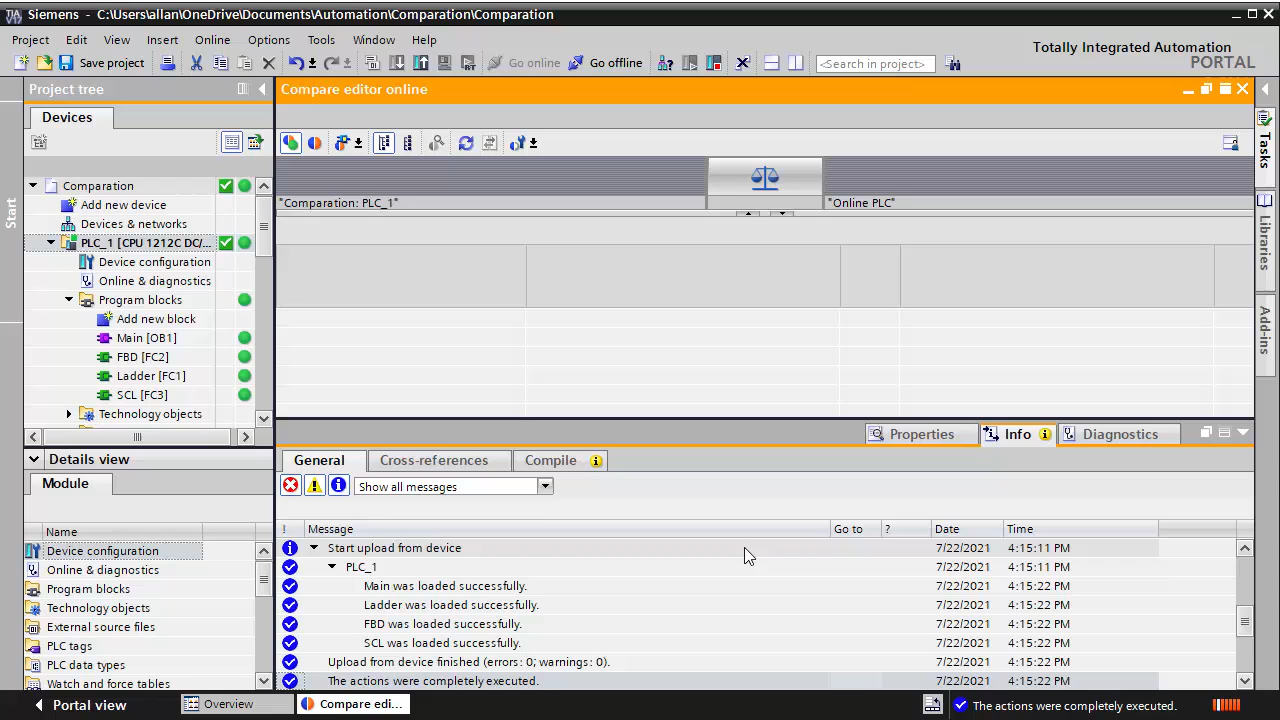 Siemens - C:\Users\allan\OneDrive\Documents\Automation\Comparation\Comparation
Project Edit View Insert Online Options Tools Window Help
Totally Integrated Automation
PORTAL
Save project Go online Go offline <Search in project>
Project tree
Compare editor online
Devices
Start
Tasks
Libraries
Add-ins
"Comparation: PLC_1" "Online PLC"
Comparation
Add new device
Devices & networks
PLC_1 [CPU 1212C DC/...
Device configuration
Online & diagnostics
Program blocks
Add new block
Main [OB1]
FBD [FC2]
Ladder [FC1]
SCL [FC3]
Technology objects
Details view
Module
Name
Device configuration
Online & diagnostics
Program blocks
Technology objects
External source files
PLC tags
PLC data types
Watch and force tables
Properties Info Diagnostics
General Cross-references Compile
Show all messages
! Message Go to ? Date Time
Start upload from device 7/22/2021 4:15:11 PM
PLC_1 7/22/2021 4:15:11 PM
Main was loaded successfully. 7/22/2021 4:15:22 PM
Ladder was loaded successfully. 7/22/2021 4:15:22 PM
FBD was loaded successfully. 7/22/2021 4:15:22 PM
SCL was loaded successfully. 7/22/2021 4:15:22 PM
Upload from device finished (errors: 0; warnings: 0). 7/22/2021 4:15:22 PM
The actions were completely executed. 7/22/2021 4:15:22 PM
Portal view Overview Compare edi... The actions were completely executed.